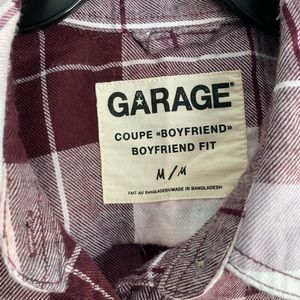 GARAGE®
COUPE «BOYFRIEND»
BOYFRIEND FIT
M/M
FAIT AU BANGLADESH/MADE IN BANGLADESH